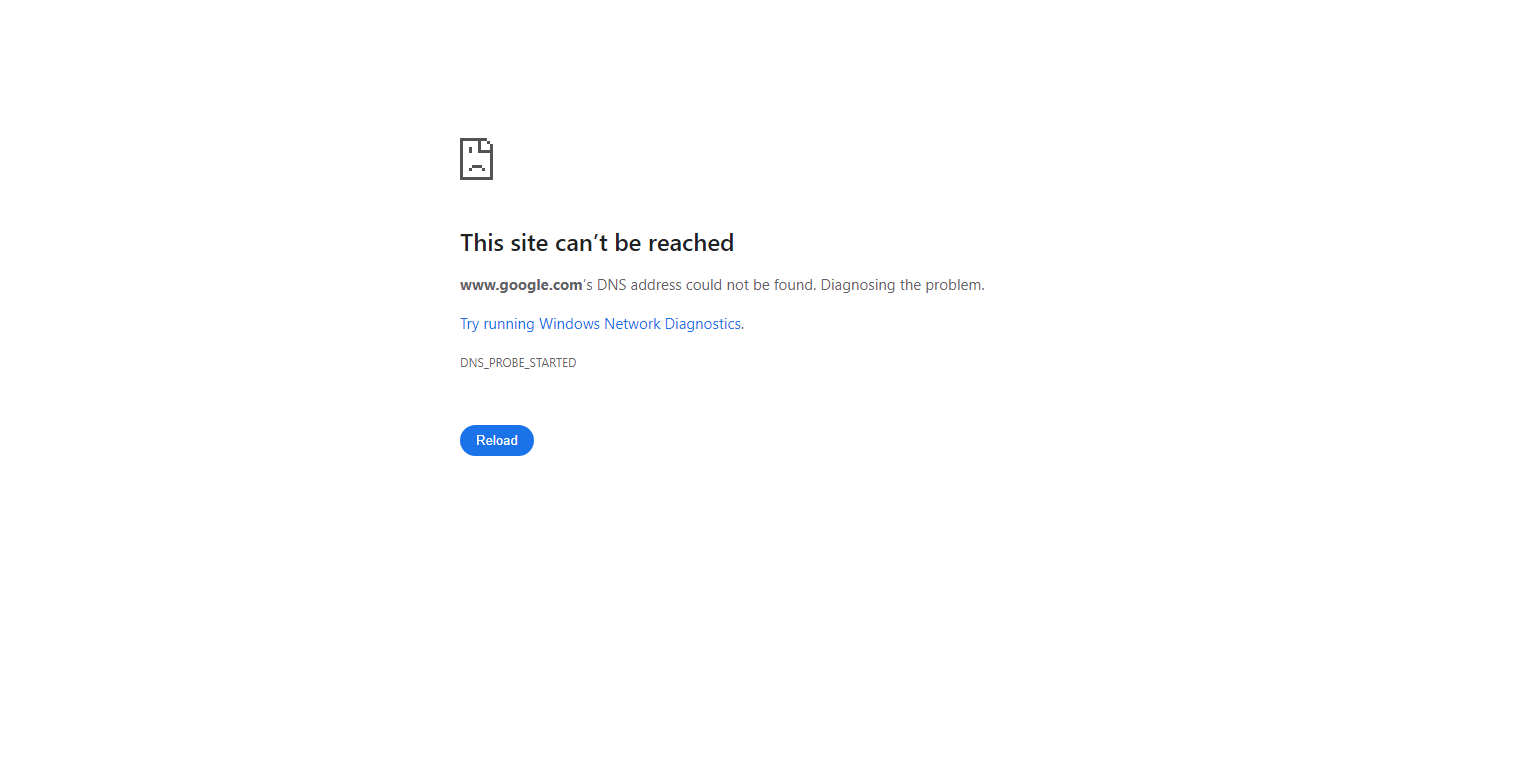 This site can’t be reached
www.google.com’s DNS address could not be found. Diagnosing the problem.
Try running Windows Network Diagnostics.
DNS_PROBE_STARTED
Reload